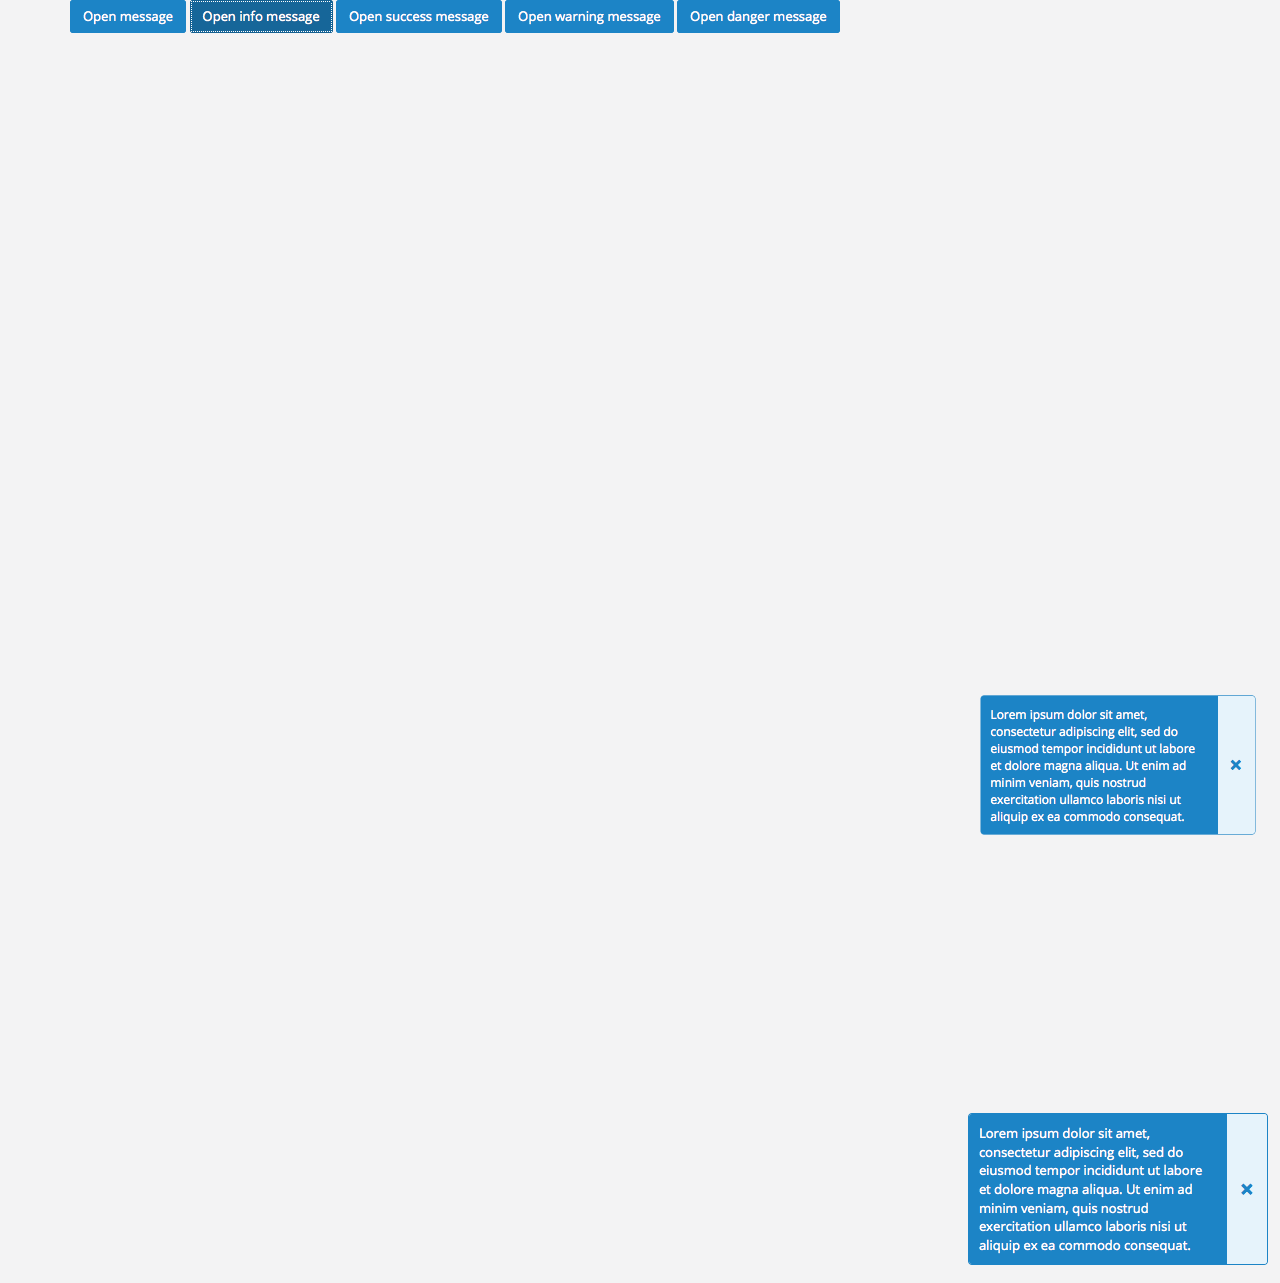 Open message Open info message Open success message Open warning message Open danger message
Lorem ipsum dolor sit amet,
consectetur adipiscing elit, sed do
eiusmod tempor incididunt ut labore
et dolore magna aliqua. Ut enim ad
minim veniam, quis nostrud
exercitation ullamco laboris nisi ut
aliquip ex ea commodo consequat.
Lorem ipsum dolor sit amet,
consectetur adipiscing elit, sed do
eiusmod tempor incididunt ut labore
et dolore magna aliqua. Ut enim ad
minim veniam, quis nostrud
exercitation ullamco laboris nisi ut
aliquip ex ea commodo consequat.